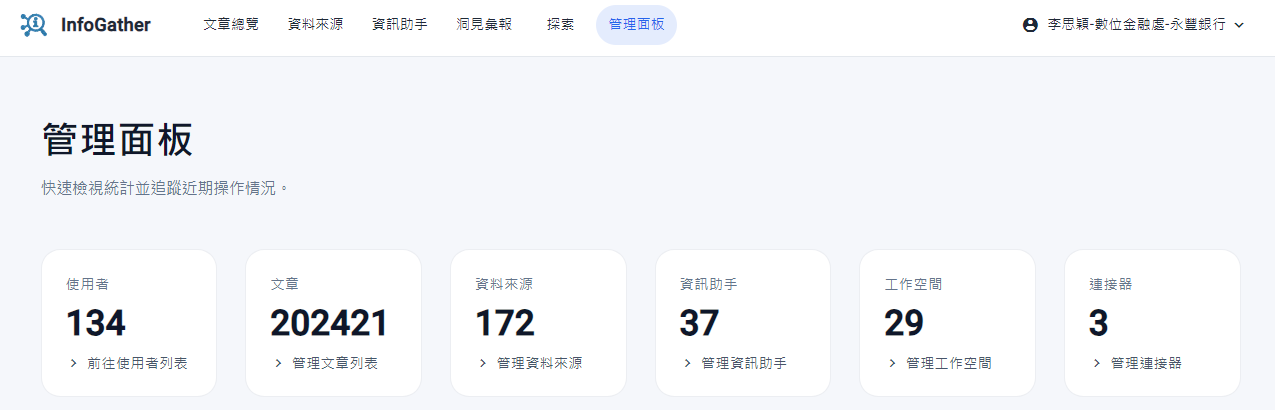 InfoGather 文章總覽 資料來源 資訊助手 洞見彙報 探索 管理面板 李思穎-數位金融處-永豐銀行
管理面板
快速檢視統計並追蹤近期操作情況。
使用者 文章 資料來源 資訊助手 工作空間 連接器
134 202421 172 37 29 3
前往使用者列表 管理文章列表 管理資料來源 管理資訊助手 管理工作空間 管理連接器